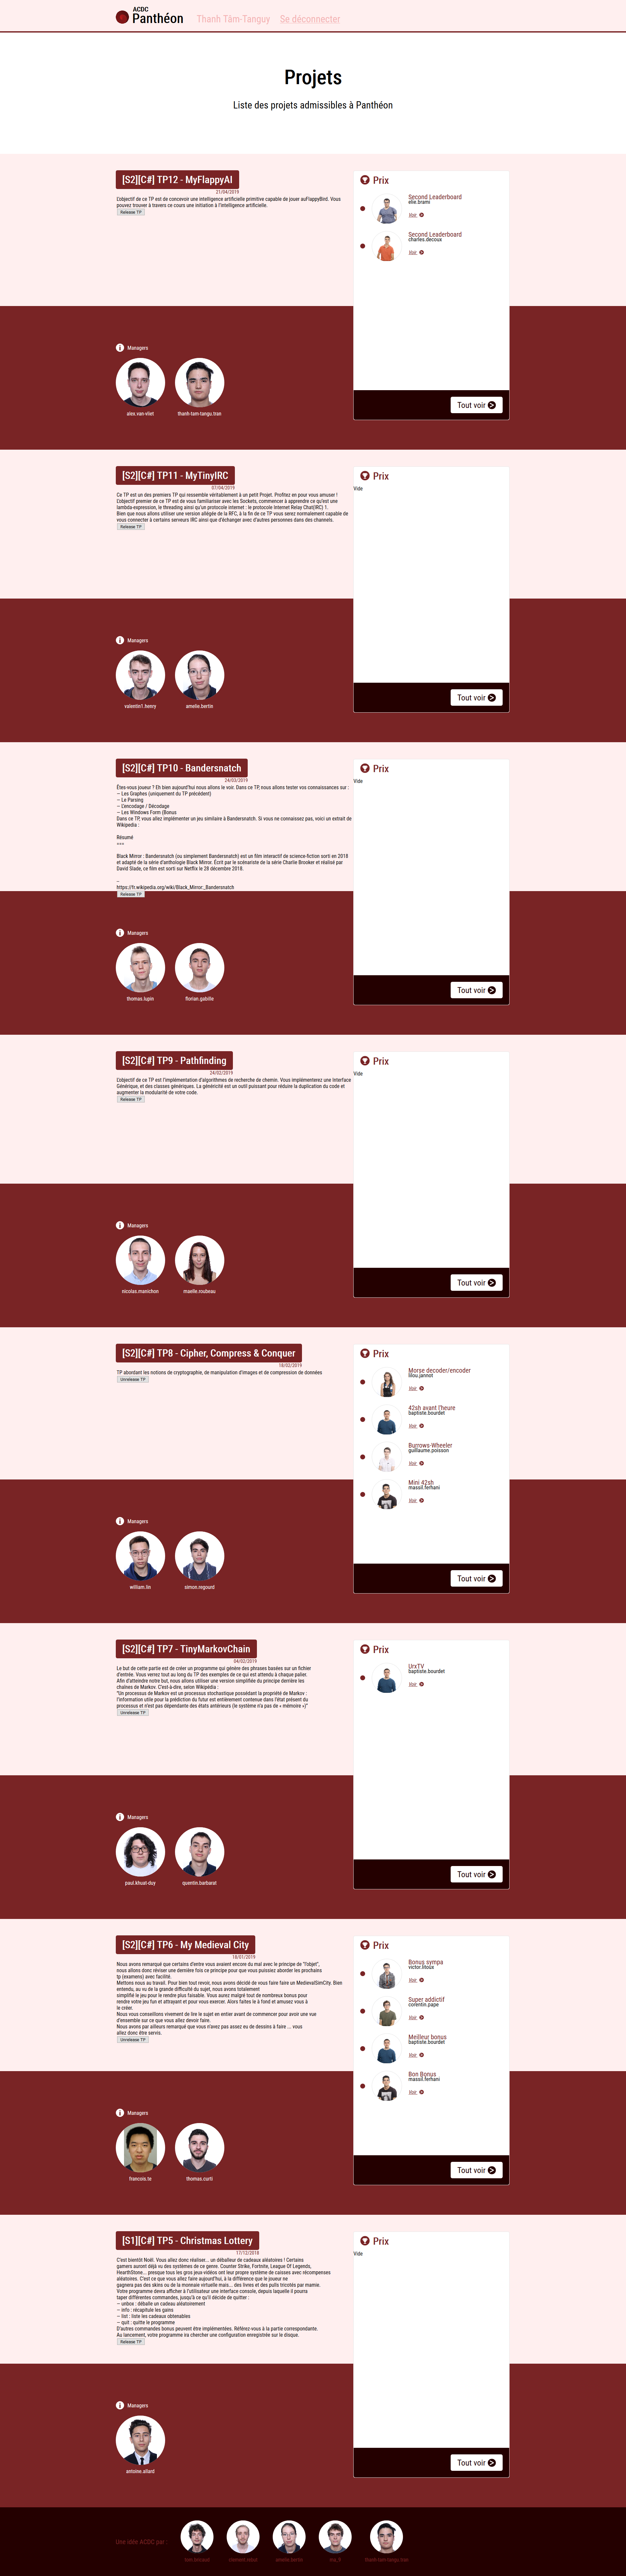 ACDC
Panthéon
Thanh Tâm-Tanguy
Se déconnecter
Projets
Liste des projets admissibles à Panthéon
[S2][C#] TP12 - MyFlappyAI
21/04/2019
L'objectif de ce TP est de concevoir une intelligence artificielle primitive capable de jouer auFlappyBird. Vous
pouvez trouver à travers ce cours une initiation à l'intelligence artificielle.
Release TP
Managers
alex.van-vliet
thanh-tam-tangu.tran
Prix
Second Leaderboard
elie.brami
Voir
Second Leaderboard
charles.decoux
Voir
Tout voir
[S2][C#] TP11 - MyTinyIRC
07/04/2019
Ce TP est un des premiers TP qui ressemble véritablement à un petit Projet. Profitez en pour vous amuser !
L'objectif premier de ce TP est de vous familiariser avec les Sockets, commencer à apprendre ce qu'est une
lambda-expression, le threading ainsi qu'un protocole internet : le protocole Internet Relay Chat(IRC) 1.
Bien que nous allons utiliser une version allégée de la RFC, à la fin de ce TP vous serez normalement capable de
vous connecter à certains serveurs IRC ainsi que d'échanger avec d'autres personnes dans des channels.
Release TP
Managers
valentin1.henry
amelie.bertin
Prix
Vide
Tout voir
[S2][C#] TP10 - Bandersnatch
24/03/2019
Êtes-vous joueur ? Eh bien aujourd'hui nous allons le voir. Dans ce TP, nous allons tester vos connaissances sur :
— Les Graphes (uniquement du TP précédent)
— Le Parsing
— L'encodage / Décodage
— Les Windows Form (Bonus
Dans ce TP, vous allez implémenter un jeu similaire à Bandersnatch. Si vous ne connaissez pas, voici un extrait de
Wikipedia :
Résumé
===
Black Mirror : Bandersnatch (ou simplement Bandersnatch) est un film interactif de science-fiction sorti en 2018
et adapté de la série d'anthologie Black Mirror. Écrit par le scénariste de la série Charlie Brooker et réalisé par
David Slade, ce film est sorti sur Netflix le 28 décembre 2018.
--
https://fr.wikipedia.org/wiki/Black_Mirror:_Bandersnatch
Release TP
Managers
thomas.lupin
florian.gabille
Prix
Vide
Tout voir
[S2][C#] TP9 - Pathfinding
24/02/2019
L'objectif de ce TP est l'implémentation d'algorithmes de recherche de chemin. Vous implémenterez une Interface
Générique, et des classes génériques. La généricité est un outil puissant pour réduire la duplication du code et
augmenter la modularité de votre code.
Release TP
Managers
nicolas.manichon
maelle.roubeau
Prix
Vide
Tout voir
[S2][C#] TP8 - Cipher, Compress & Conquer
18/02/2019
TP abordant les notions de cryptographie, de manipulation d'images et de compression de données
Unrelease TP
Managers
william.lin
simon.regourd
Prix
Morse decoder/encoder
lilou.jannot
Voir
42sh avant l'heure
baptiste.bourdet
Voir
Burrows-Wheeler
guillaume.poisson
Voir
Mini 42sh
massil.ferhani
Voir
Tout voir
[S2][C#] TP7 - TinyMarkovChain
04/02/2019
Le but de cette partie est de créer un programme qui génère des phrases basées sur un fichier
d'entrée. Vous verrez tout au long du TP des exemples de ce qui est attendu à chaque palier.
Afin d'atteindre notre but, nous allons utiliser une version simplifiée du principe derrière les
chaînes de Markov. C'est-à-dire, selon Wikipédia :
"Un processus de Markov est un processus stochastique possédant la propriété de Markov :
l'information utile pour la prédiction du futur est entièrement contenue dans l'état présent du
processus et n'est pas dépendante des états antérieurs (le système n'a pas de « mémoire »)"
Unrelease TP
Managers
paul.khuat-duy
quentin.barbarat
Prix
UrxTV
baptiste.bourdet
Voir
Tout voir
[S2][C#] TP6 - My Medieval City
18/01/2019
Nous avons remarqué que certains d'entre vous avaient encore du mal avec le principe de "l'objet",
nous allons donc réviser une dernière fois ce principe pour que vous puissiez aborder les prochains
tp (examens) avec facilité.
Mettons nous au travail. Pour bien tout revoir, nous avons décidé de vous faire faire un MedievalSimCity. Bien
entendu, au vu de la grande difficulté du sujet, nous avons totalement
simplifié le jeu pour le rendre plus faisable. Vous aurez malgré tout de nombreux bonus pour
rendre votre jeu fun et attrayant et pour vous exercer. Alors faites le à fond et amusez vous à
le créer.
Nous vous conseillons vivement de lire le sujet en entier avant de commencer pour avoir une vue
d'ensemble sur ce que vous allez devoir faire.
Nous avons par ailleurs remarqué que vous n'avez pas assez eu de dessins à faire ... vous
allez donc être servis.
Unrelease TP
Managers
francois.te
thomas.curti
Prix
Bonus sympa
victor.litoux
Voir
Super addictif
corentin.pape
Voir
Meilleur bonus
baptiste.bourdet
Voir
Bon Bonus
massil.ferhani
Voir
Tout voir
[S1][C#] TP5 - Christmas Lottery
17/12/2018
C'est bientôt Noël. Vous allez donc réaliser... un déballeur de cadeaux aléatoires ! Certains
gamers auront déjà vu des systèmes de ce genre. Counter Strike, Fortnite, League Of Legends,
HearthStone... presque tous les gros jeux-vidéos ont leur propre système de caisses avec récompenses
aléatoires. C'est ce que vous allez faire aujourd'hui, à la différence que le joueur ne
gagnera pas des skins ou de la monnaie virtuelle mais... des livres et des pulls tricotés par mamie.
Votre programme devra afficher à l'utilisateur une interface console, depuis laquelle il pourra
taper différentes commandes, jusqu'à ce qu'il décide de quitter :
— unbox : déballe un cadeau aléatoirement
— info : récapitule les gains
— list : liste les cadeaux obtenables
— quit : quitte le programme
D'autres commandes bonus peuvent être implémentées. Référez-vous à la partie correspondante.
Au lancement, votre programme ira chercher une configuration enregistrée sur le disque.
Release TP
Managers
antoine.allard
Prix
Vide
Tout voir
Une idée ACDC par :